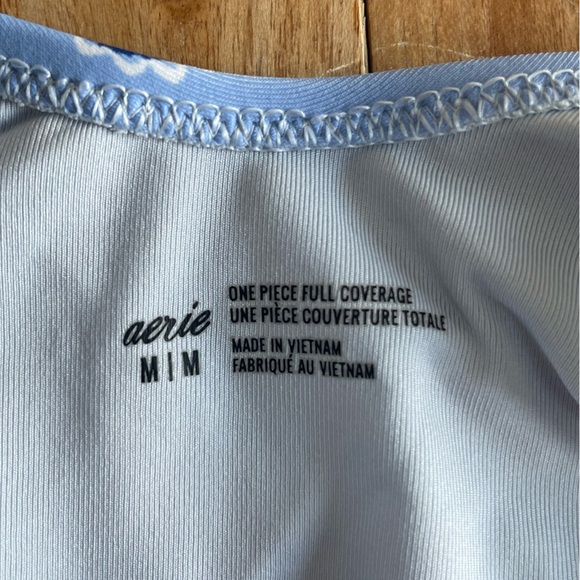 aerie
M|M
ONE PIECE FULL COVERAGE
UNE PIÈCE COUVERTURE TOTALE
MADE IN VIETNAM
FABRIQUÉ AU VIETNAM